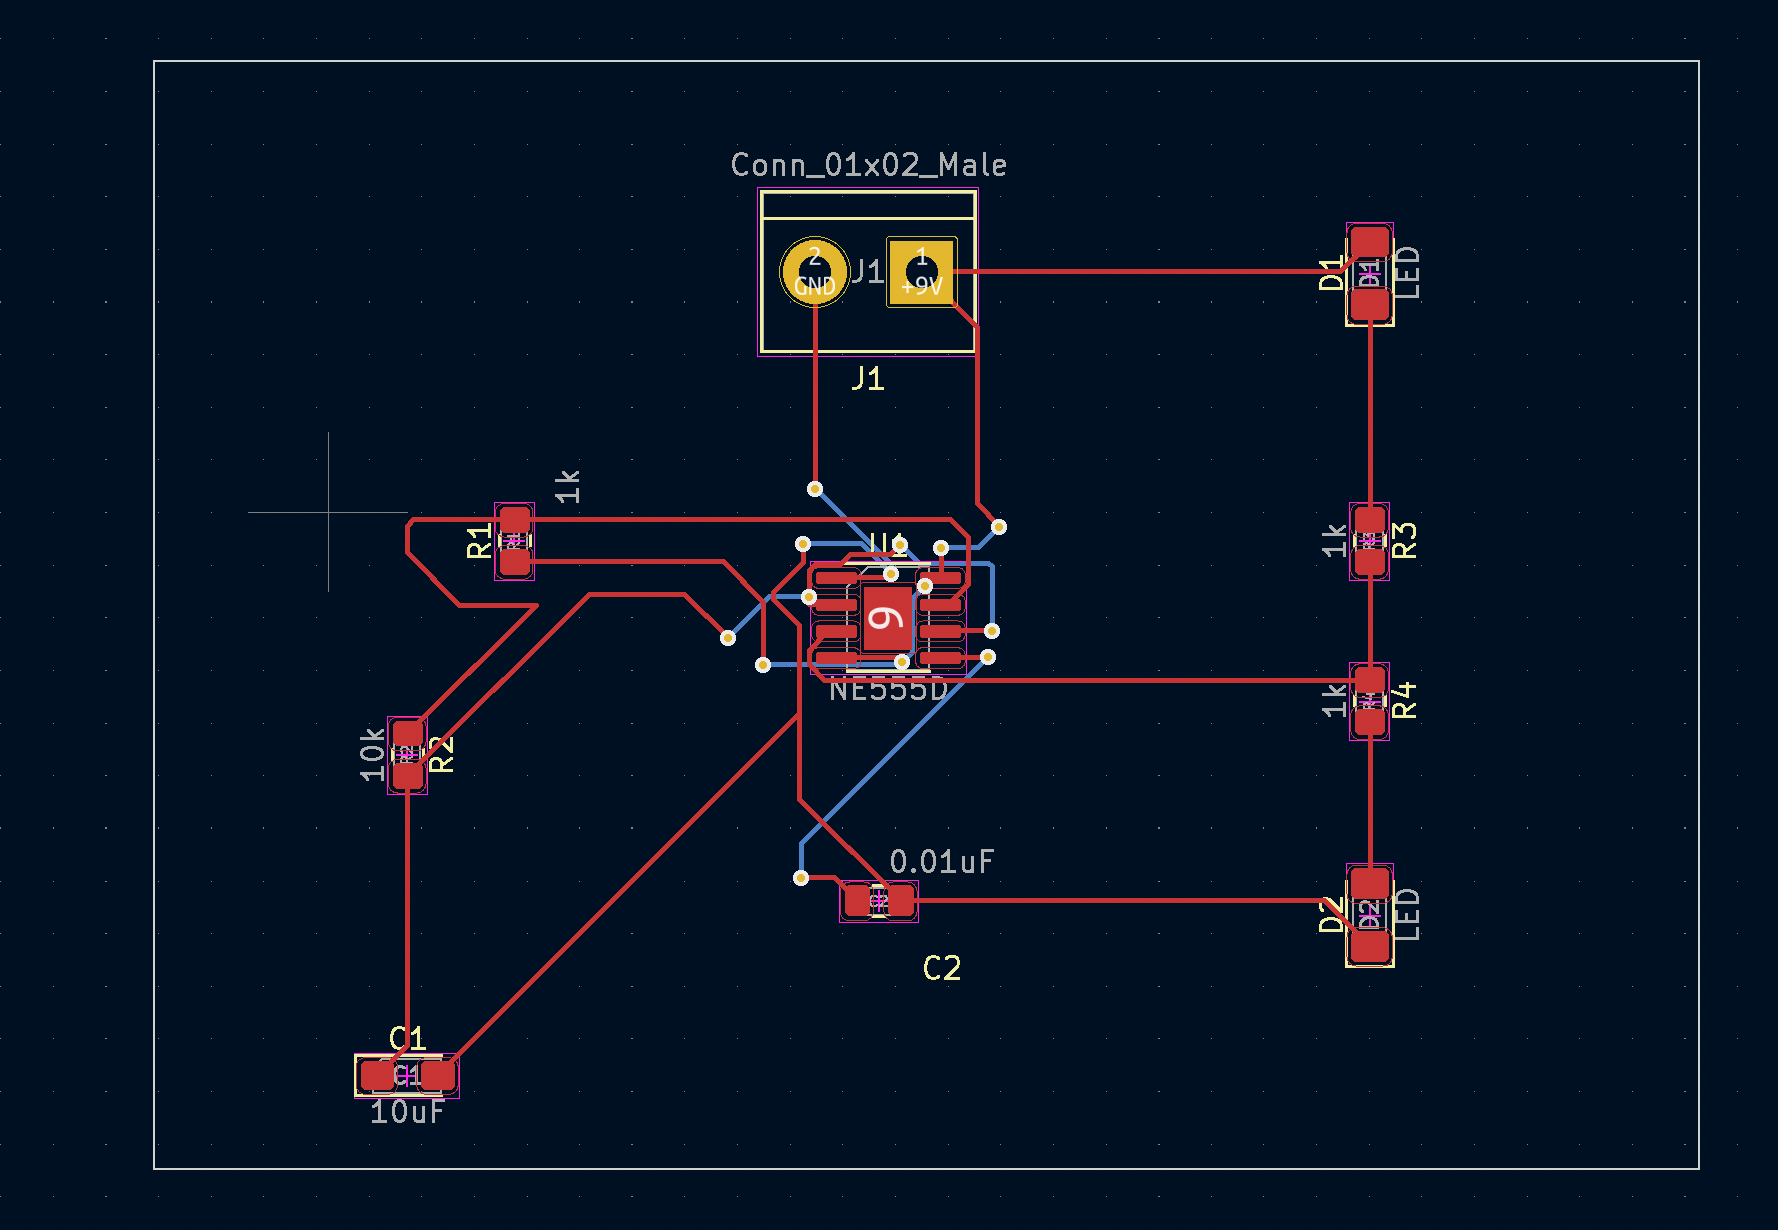 Conn_01x02_Male
2
GND
J1
1
+9V
D1
D1
LED
J1
1k
R1
R1
U1
1k
R3
R3
9
NE555D
1k
R4
R4
10k
R2
R2
0.01uF
C2
D2
D2
LED
C2
C1
C1
10uF